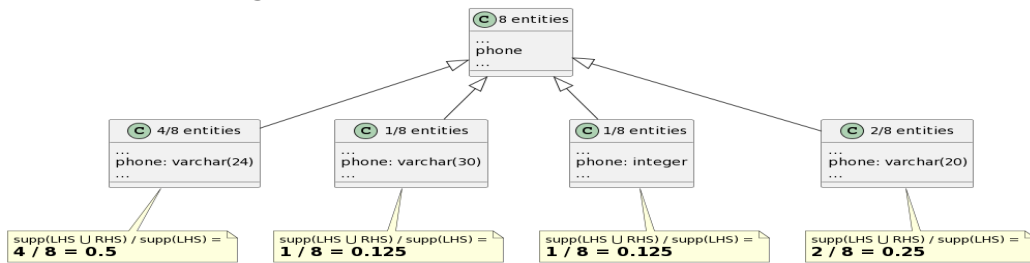 C 8 entities
...
phone
...
C 4/8 entities
...
phone: varchar(24)
...
C 1/8 entities
...
phone: varchar(30)
...
C 1/8 entities
...
phone: integer
...
C 2/8 entities
...
phone: varchar(20)
...
supp(LHS ⋃ RHS) / supp(LHS) =
4 / 8 = 0.5
supp(LHS ⋃ RHS) / supp(LHS) =
1 / 8 = 0.125
supp(LHS ⋃ RHS) / supp(LHS) =
1 / 8 = 0.125
supp(LHS ⋃ RHS) / supp(LHS) =
2 / 8 = 0.25